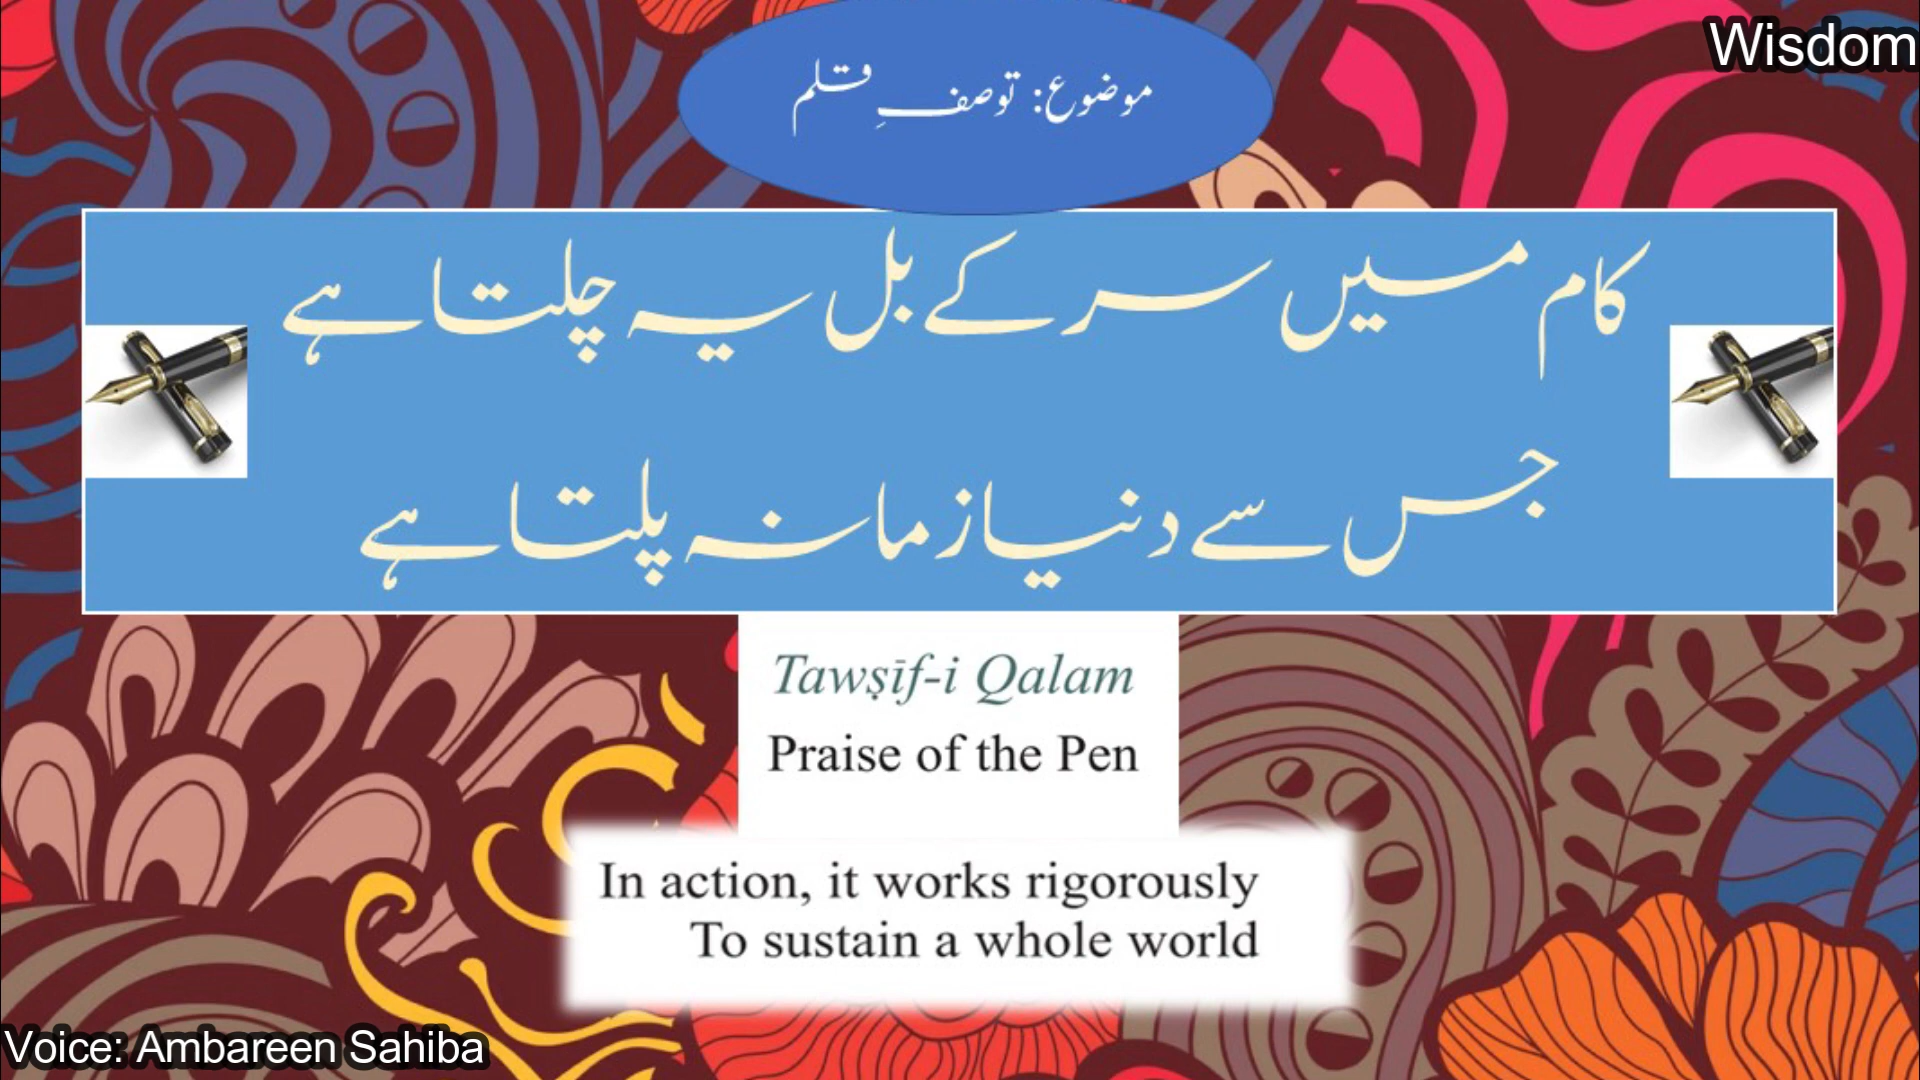 Wisdom
موضوع: توصفِ قلم
کام میں سر کے بل یہ چلتا ہے
جس سے دنیا زمانہ پلتا ہے
Tawṣīf-i Qalam
Praise of the Pen
In action, it works rigorously
To sustain a whole world
Voice: Ambareen Sahiba